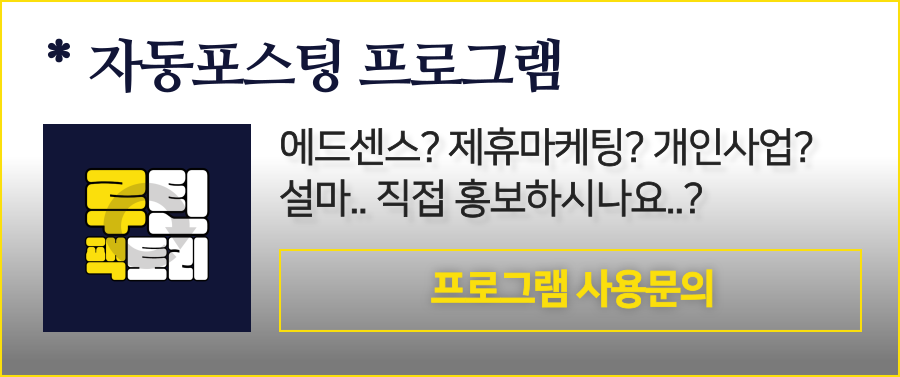 * 자동포스팅 프로그램
에드센스? 제휴마케팅? 개인사업?
설마.. 직접 홍보하시나요..?
루틴
팩토리
프로그램 사용문의